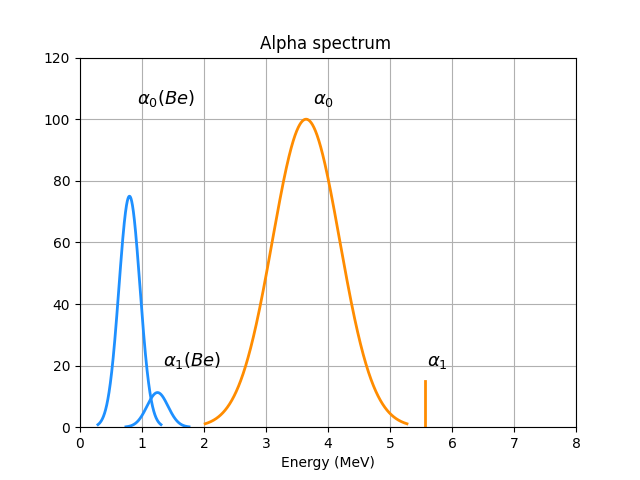 Alpha spectrum
120
100
80
60
40
20
0
α₀(Be)
α₀
α₁(Be)
α₁
0 1 2 3 4 5 6 7 8
Energy (MeV)